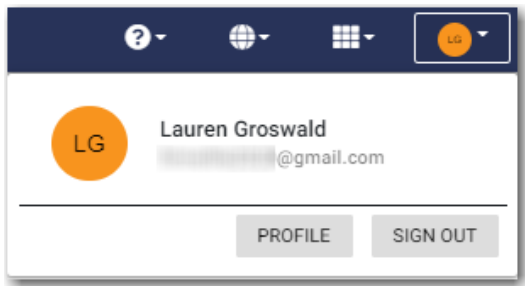 LG
LG
Lauren Groswald
@gmail.com
PROFILE
SIGN OUT